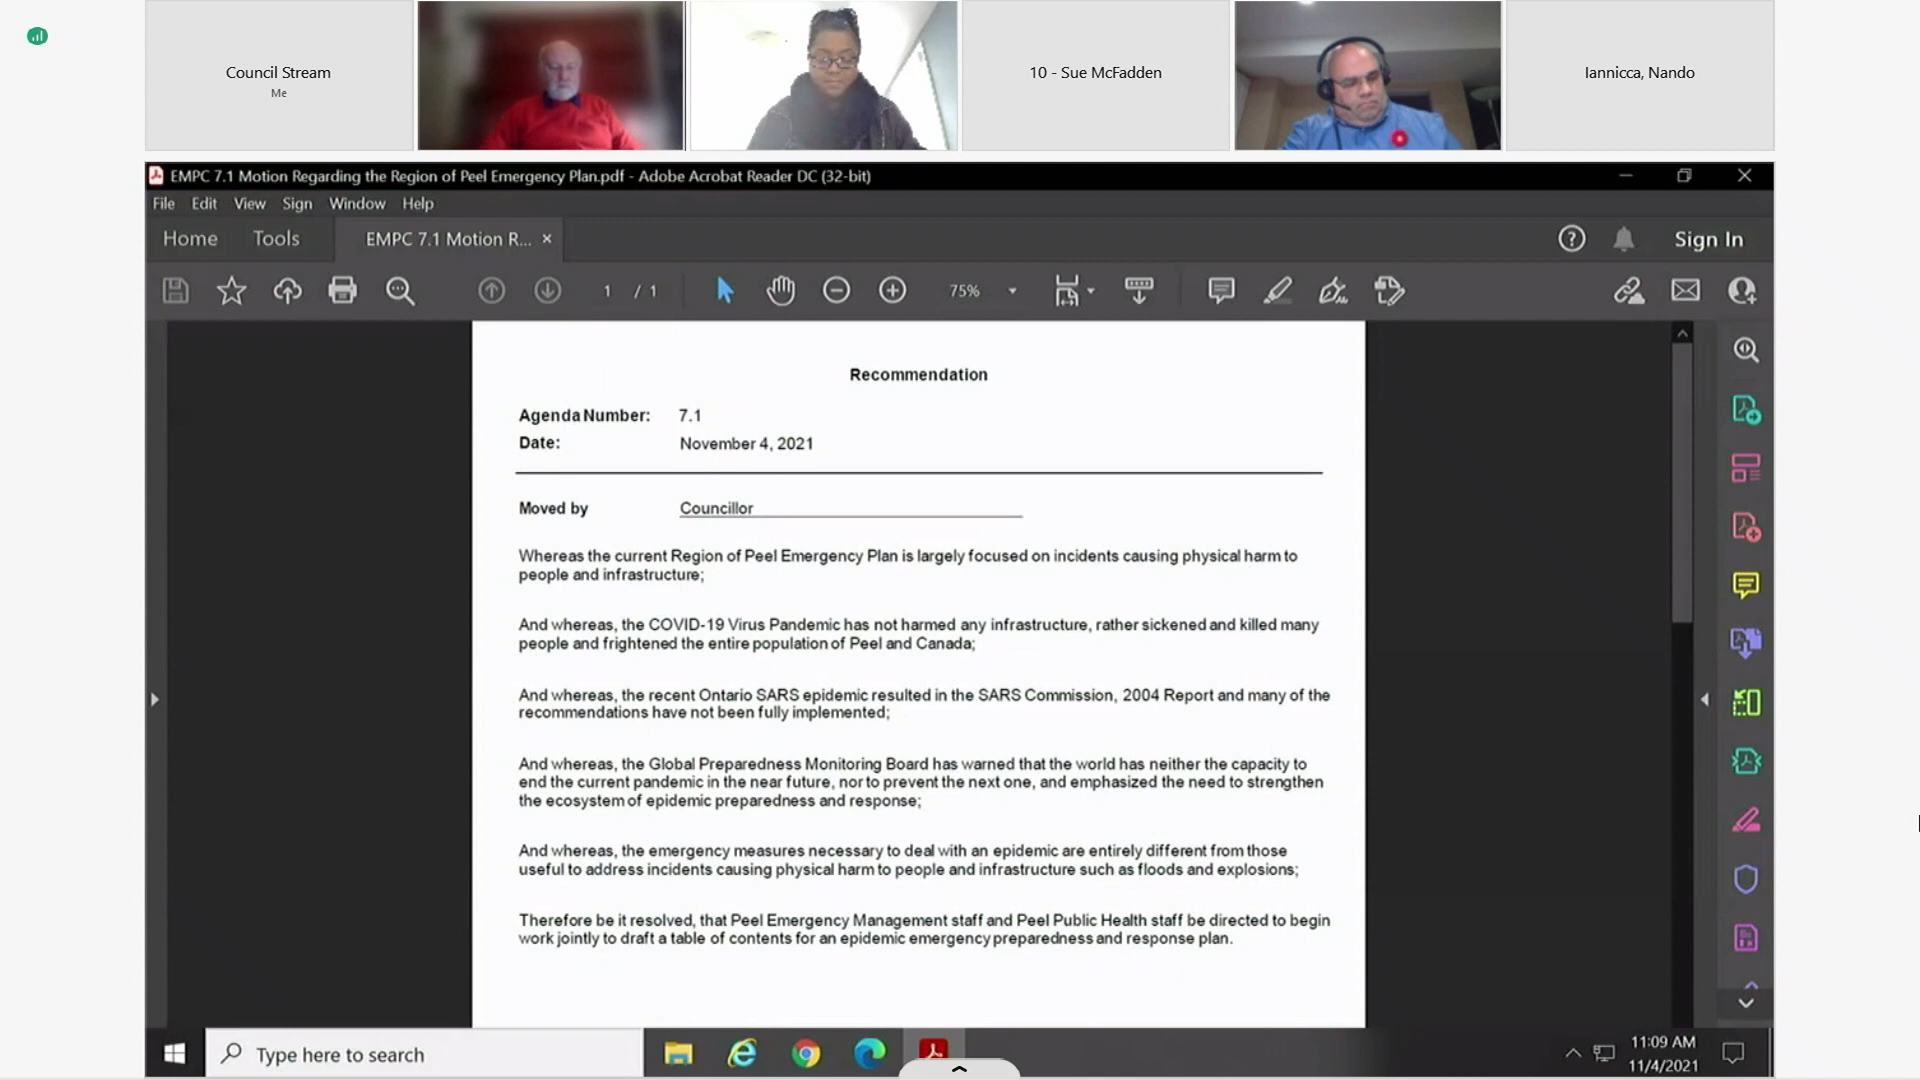 Council Stream
Me
10 - Sue McFadden
Iannicca, Nando
EMPC 7.1 Motion Regarding the Region of Peel Emergency Plan.pdf - Adobe Acrobat Reader DC (32-bit)
File Edit View Sign Window Help
Home Tools EMPC 7.1 Motion R... × Sign In
1 / 1 75%
Recommendation
Agenda Number: 7.1
Date: November 4, 2021
Moved by Councillor
Whereas the current Region of Peel Emergency Plan is largely focused on incidents causing physical harm to
people and infrastructure;
And whereas, the COVID-19 Virus Pandemic has not harmed any infrastructure, rather sickened and killed many
people and frightened the entire population of Peel and Canada;
And whereas, the recent Ontario SARS epidemic resulted in the SARS Commission, 2004 Report and many of the
recommendations have not been fully implemented;
And whereas, the Global Preparedness Monitoring Board has warned that the world has neither the capacity to
end the current pandemic in the near future, nor to prevent the next one, and emphasized the need to strengthen
the ecosystem of epidemic preparedness and response;
And whereas, the emergency measures necessary to deal with an epidemic are entirely different from those
useful to address incidents causing physical harm to people and infrastructure such as floods and explosions;
Therefore be it resolved, that Peel Emergency Management staff and Peel Public Health staff be directed to begin
work jointly to draft a table of contents for an epidemic emergency preparedness and response plan.
Type here to search
11:09 AM
11/4/2021